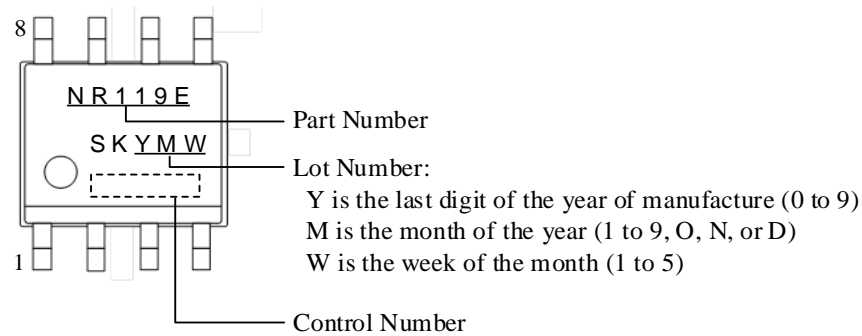 8
NR119E
Part Number
SKYMW
Lot Number:
Y is the last digit of the year of manufacture (0 to 9)
M is the month of the year (1 to 9, O, N, or D)
W is the week of the month (1 to 5)
1
Control Number